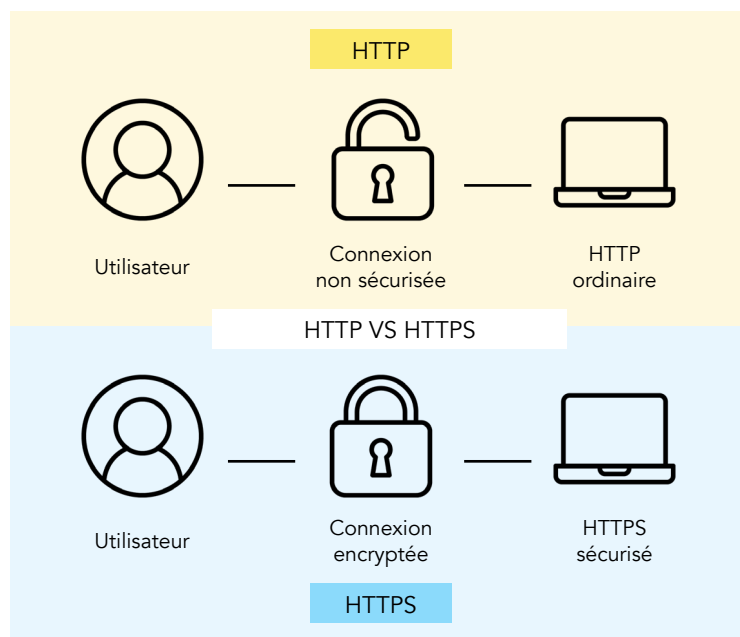 HTTP
Utilisateur
Connexion
non sécurisée
HTTP
ordinaire
HTTP VS HTTPS
Utilisateur
Connexion
encryptée
HTTPS
sécurisé
HTTPS